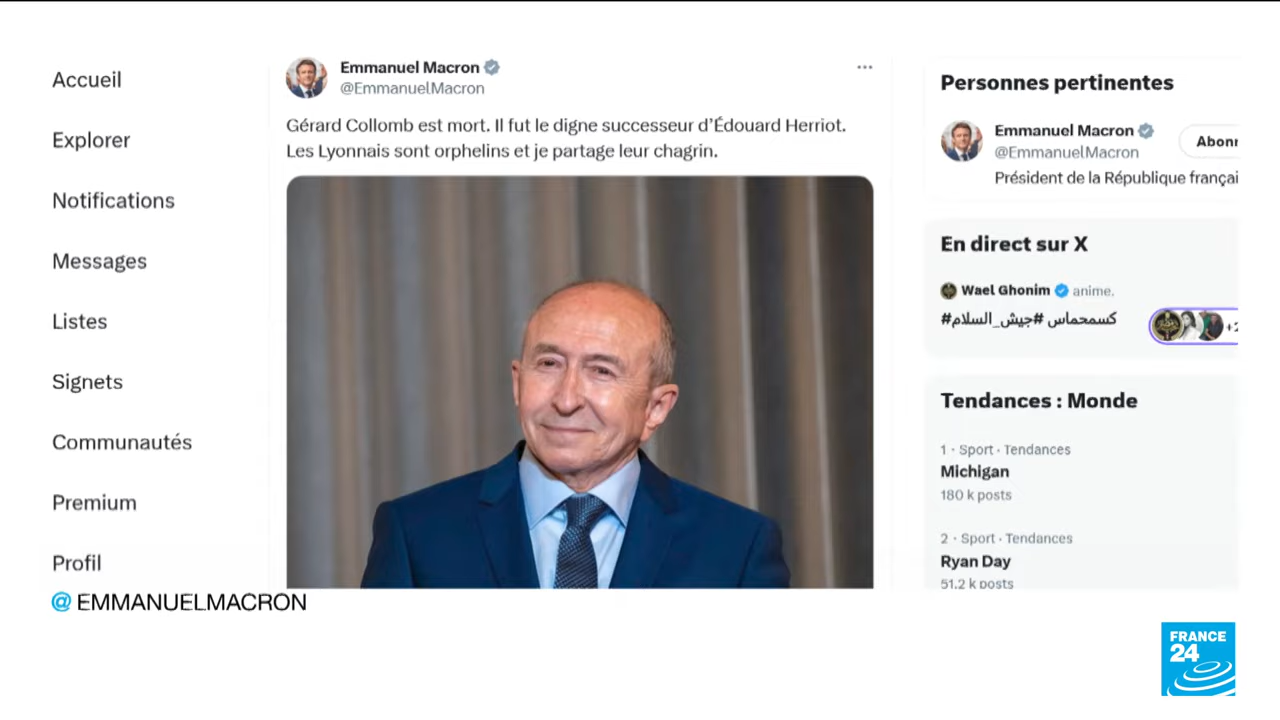 Accueil
Explorer
Notifications
Messages
Listes
Signets
Communautés
Premium
Profil
Emmanuel Macron
@EmmanuelMacron
Gérard Collomb est mort. Il fut le digne successeur d'Édouard Herriot.
Les Lyonnais sont orphelins et je partage leur chagrin.
Personnes pertinentes
Emmanuel Macron
@EmmanuelMacron
Abonn
Président de la République françai
En direct sur X
Wael Ghonim anime.
كسمحماس #جيش_السلام#
+2
Tendances : Monde
1 · Sport · Tendances
Michigan
180 k posts
2 · Sport · Tendances
Ryan Day
51.2 k posts
@ EMMANUELMACRON
FRANCE
24